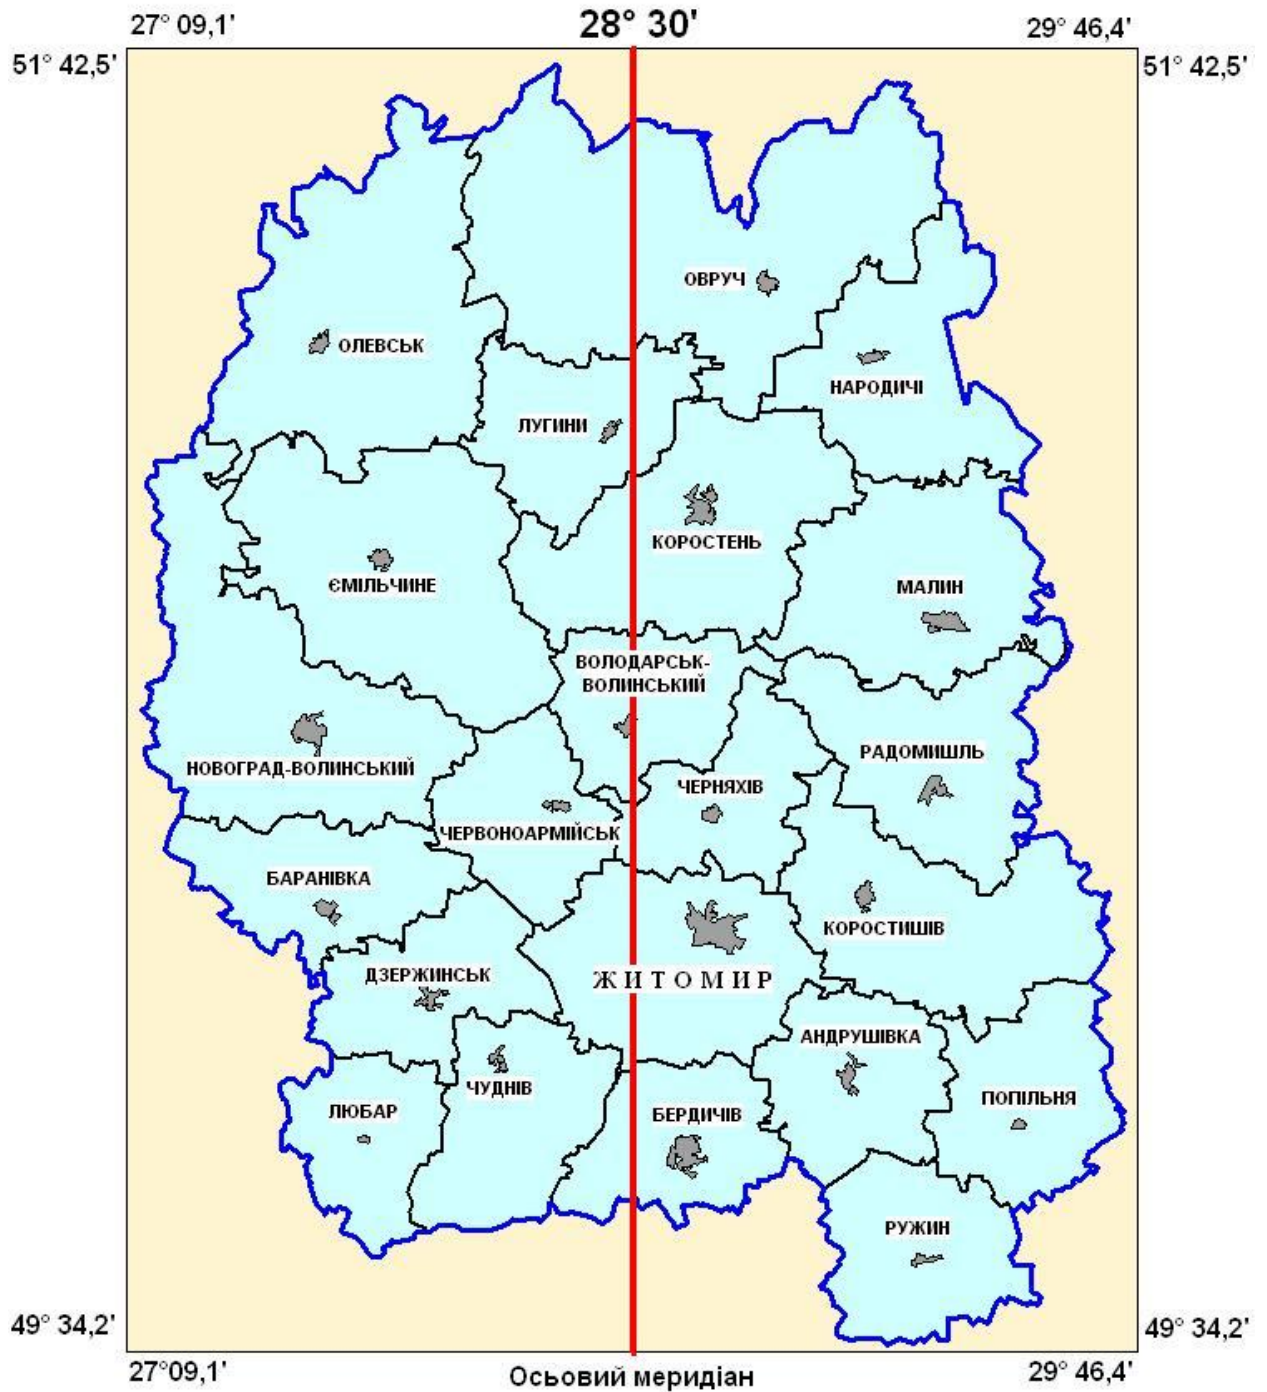 27° 09,1'
28° 30'
29° 46,4'
51° 42,5'
51° 42,5'
ОВРУЧ
ОЛЕВСЬК
НАРОДИЧІ
ЛУГИНИ
КОРОСТЕНЬ
ЄМІЛЬЧИНЕ
МАЛИН
ВОЛОДАРСЬК-
ВОЛИНСЬКИЙ
РАДОМИШЛЬ
НОВОГРАД-ВОЛИНСЬКИЙ
ЧЕРНЯХІВ
ЧЕРВОНОАРМІЙСЬК
БАРАНІВКА
КОРОСТИШІВ
ДЗЕРЖИНСЬК
ЖИТОМИР
АНДРУШІВКА
ЧУДНІВ
ПОПІЛЬНЯ
ЛЮБАР
БЕРДИЧІВ
РУЖИН
49° 34,2'
49° 34,2'
27°09,1'
Осьовий меридіан
29° 46,4'